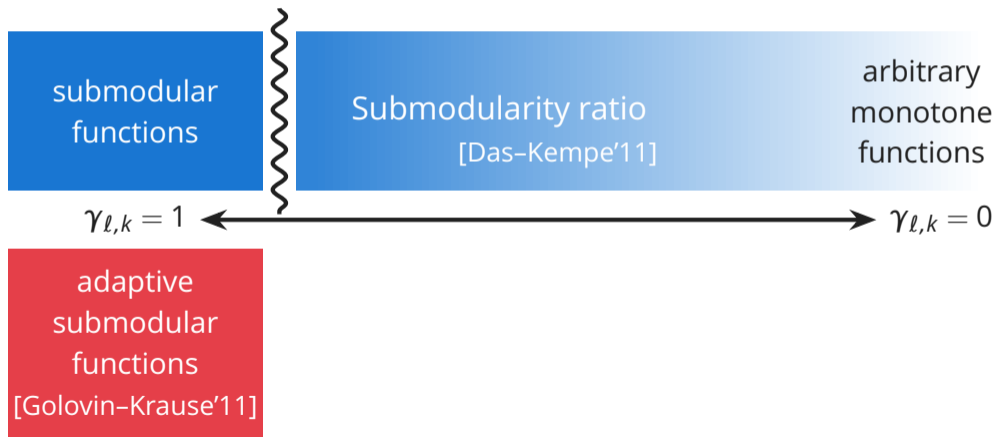 submodular
functions
Submodularity ratio
[Das–Kempe’11]
arbitrary
monotone
functions
γℓ,k = 1
γℓ,k = 0
adaptive
submodular
functions
[Golovin–Krause’11]